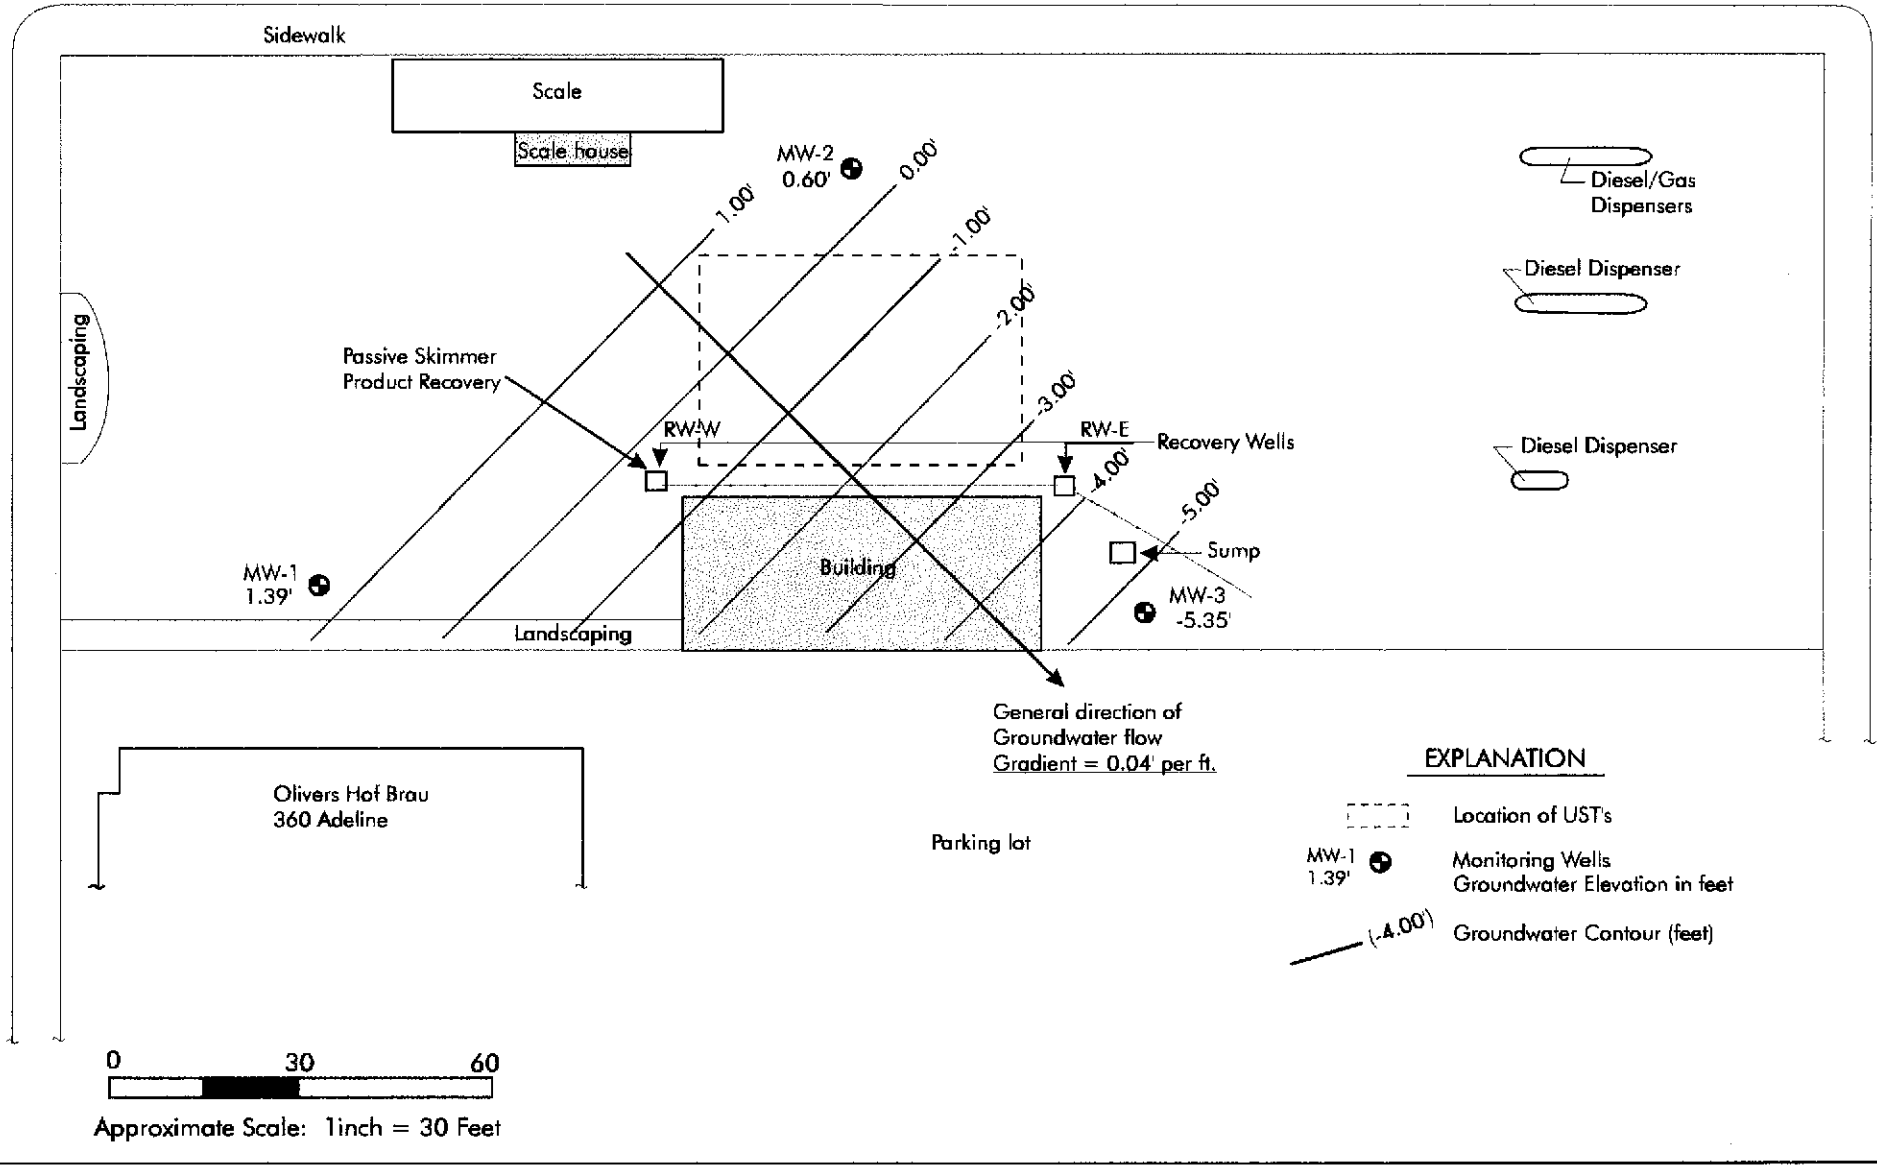 Sidewalk
Scale
Scale house
MW-2
0.60'
0.00'
1.00'
-1.00'
-2.00'
-3.00'
-4.00'
-5.00'
Diesel/Gas
Dispensers
Diesel Dispenser
Diesel Dispenser
Landscaping
Passive Skimmer
Product Recovery
RW-W
RW-E
Recovery Wells
Sump
MW-1
1.39'
Building
MW-3
-5.35'
Landscaping
General direction of
Groundwater flow
Gradient = 0.04' per ft.
Olivers Hof Brau
360 Adeline
Parking lot
EXPLANATION
Location of UST's
MW-1
1.39'
Monitoring Wells
Groundwater Elevation in feet
(-4.00')
Groundwater Contour (feet)
0 30 60
Approximate Scale: 1inch = 30 Feet